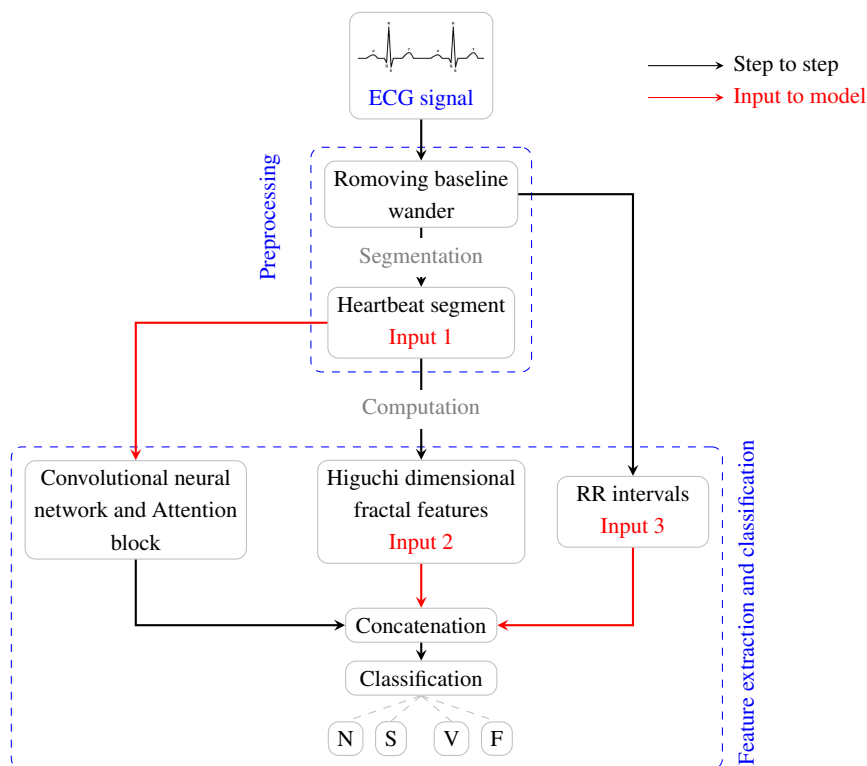 ECG signal
Step to step
Input to model
Preprocessing
Romoving baseline
wander
Segmentation
Heartbeat segment
Input 1
Computation
Convolutional neural
network and Attention
block
Higuchi dimensional
fractal features
Input 2
RR intervals
Input 3
Feature extraction and classification
Concatenation
Classification
N S V F